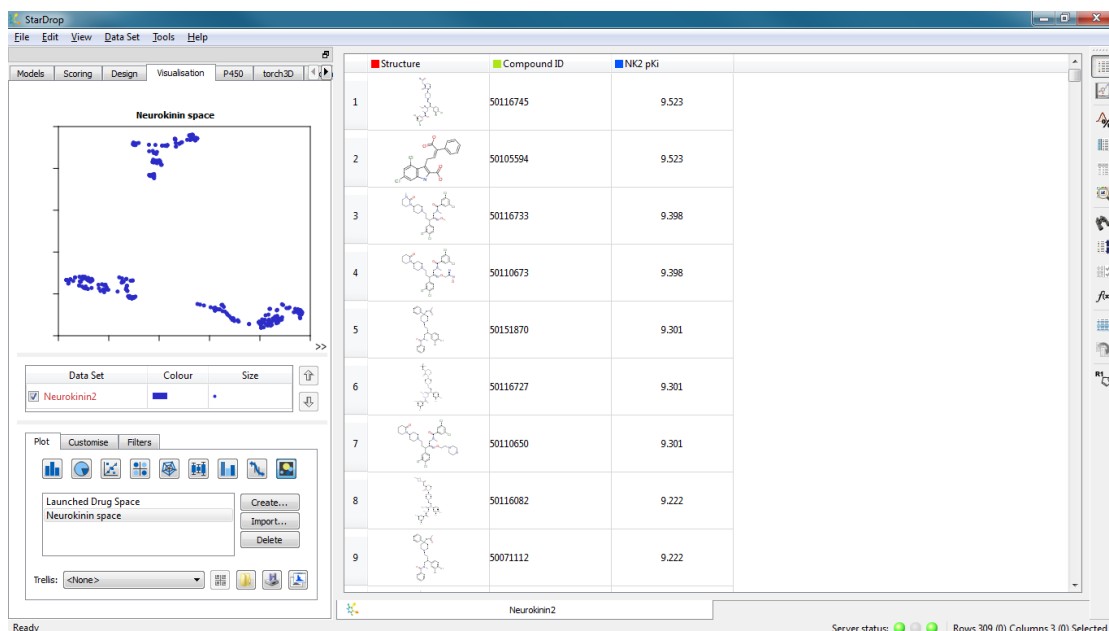 StarDrop
File Edit View Data Set Tools Help
Models Scoring Design Visualisation P450 torch3D
Neurokinin space
>>
Data Set Colour Size
Neurokinin2
Plot Customise Filters
Launched Drug Space
Neurokinin space
Create...
Import...
Delete
Trellis: <None>
Structure Compound ID NK2 pKi
1 50116745 9.523
2 50105594 9.523
3 50116733 9.398
4 50110673 9.398
5 50151870 9.301
6 50116727 9.301
7 50110650 9.301
8 50116082 9.222
9 50071112 9.222
Neurokinin2
Ready
Server status: Rows 309 (0) Columns 3 (0) Selected